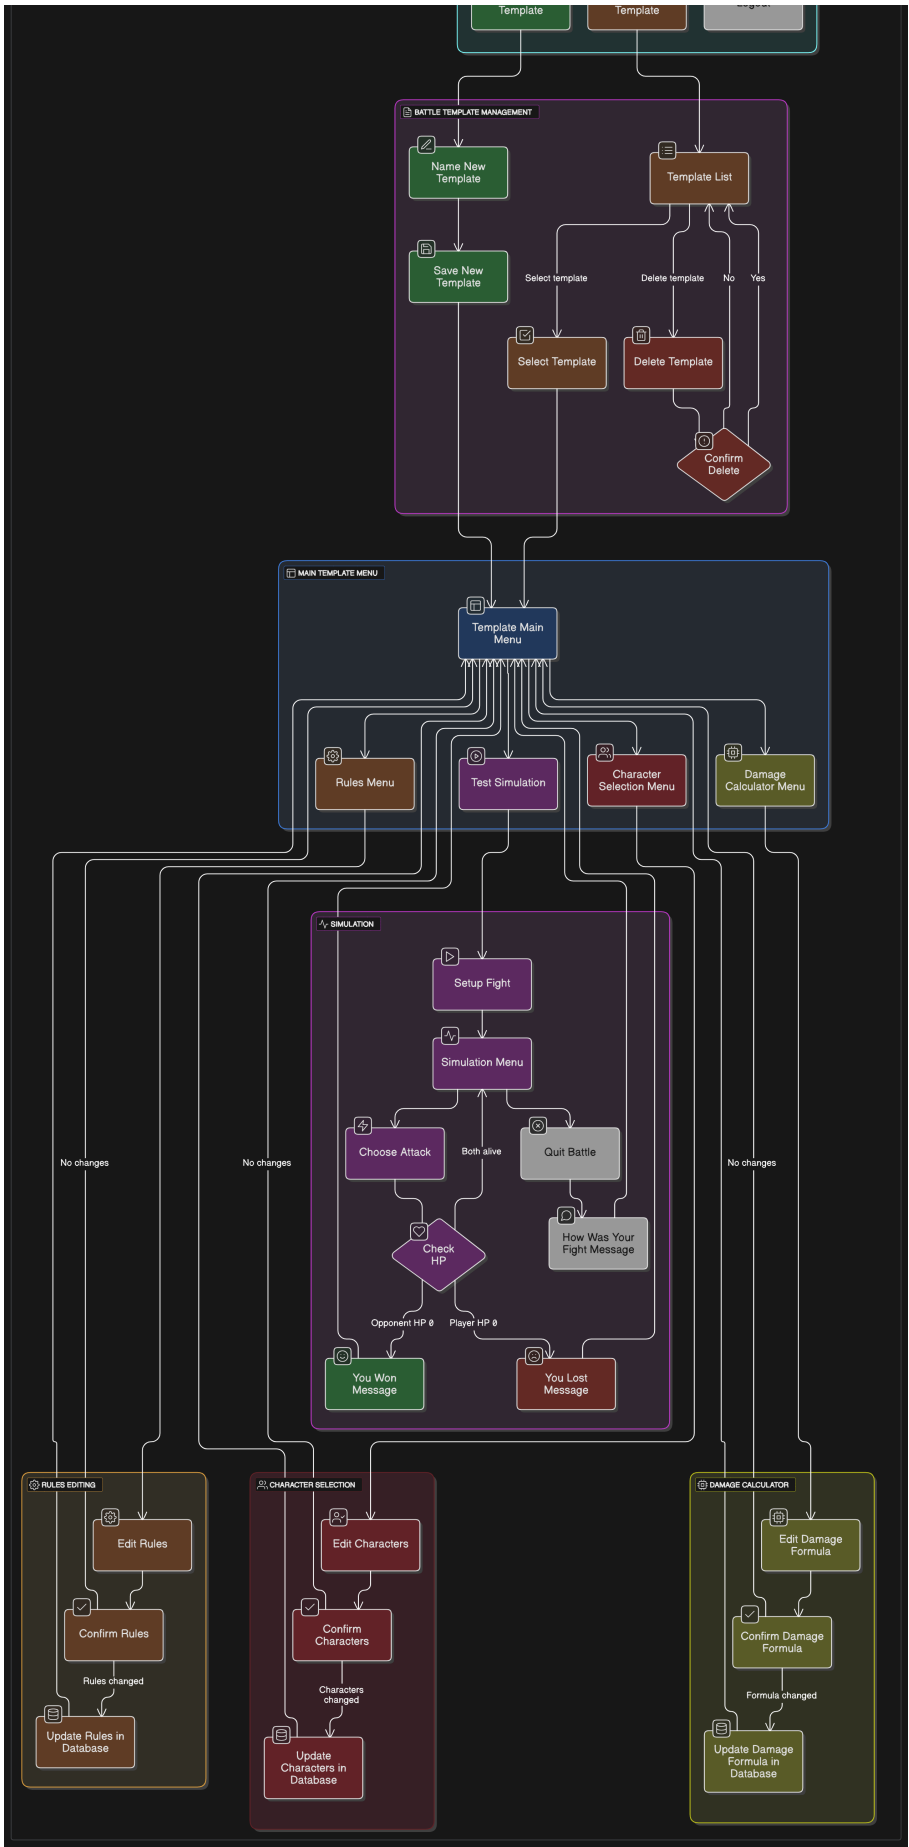 Template
Template
BATTLE TEMPLATE MANAGEMENT
Name New
Template
Template List
Save New
Template
Select template
Delete template
No
Yes
Select Template
Delete Template
Confirm
Delete
MAIN TEMPLATE MENU
Template Main
Menu
Rules Menu
Test Simulation
Character
Selection Menu
Damage
Calculator Menu
SIMULATION
Setup Fight
Simulation Menu
Choose Attack
Both alive
Quit Battle
No changes
No changes
No changes
Check
HP
How Was Your
Fight Message
Opponent HP 0
Player HP 0
You Won
Message
You Lost
Message
RULES EDITING
Edit Rules
Confirm Rules
Rules changed
Update Rules in
Database
CHARACTER SELECTION
Edit Characters
Confirm
Characters
Characters
changed
Update
Characters in
Database
DAMAGE CALCULATOR
Edit Damage
Formula
Confirm Damage
Formula
Formula changed
Update Damage
Formula in
Database